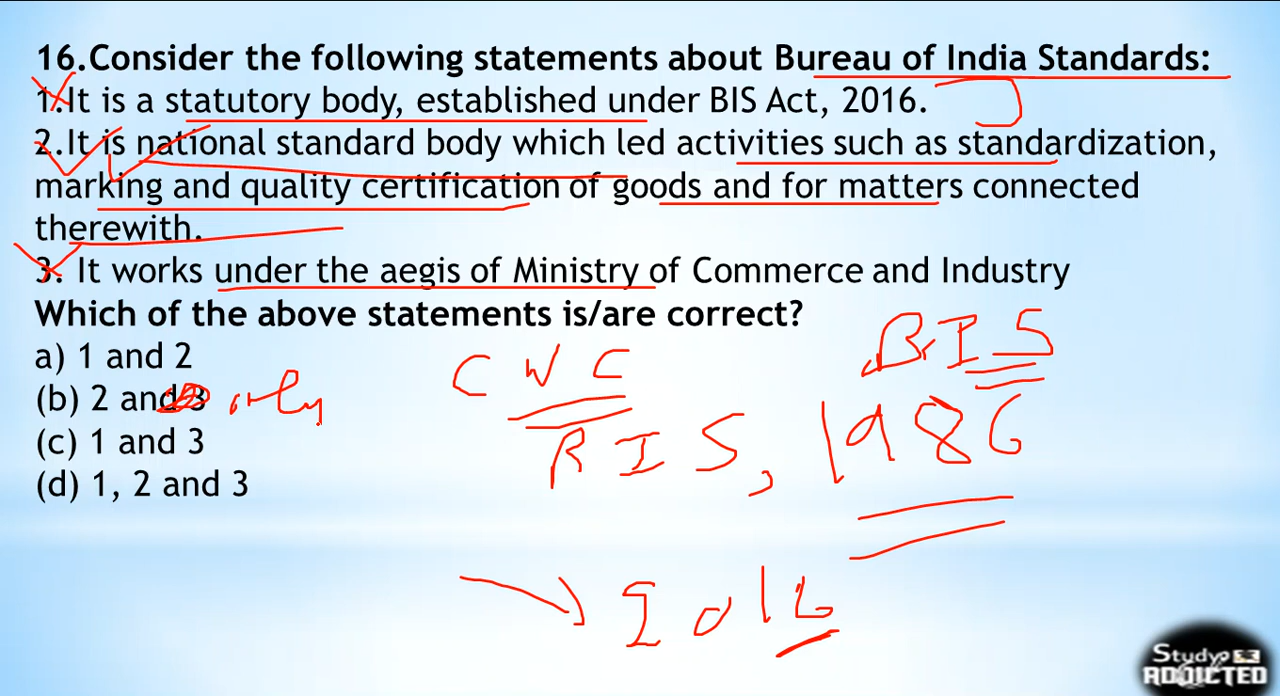 16.Consider the following statements about Bureau of India Standards:
1.It is a statutory body, established under BIS Act, 2016.
2.It is national standard body which led activities such as standardization,
marking and quality certification of goods and for matters connected
therewith.
3. It works under the aegis of Ministry of Commerce and Industry
Which of the above statements is/are correct?
a) 1 and 2
(b) 2 and 3 only
(c) 1 and 3
(d) 1, 2 and 3
BIS
CWC
BIS, 1986
2016
Study
ADDICTED